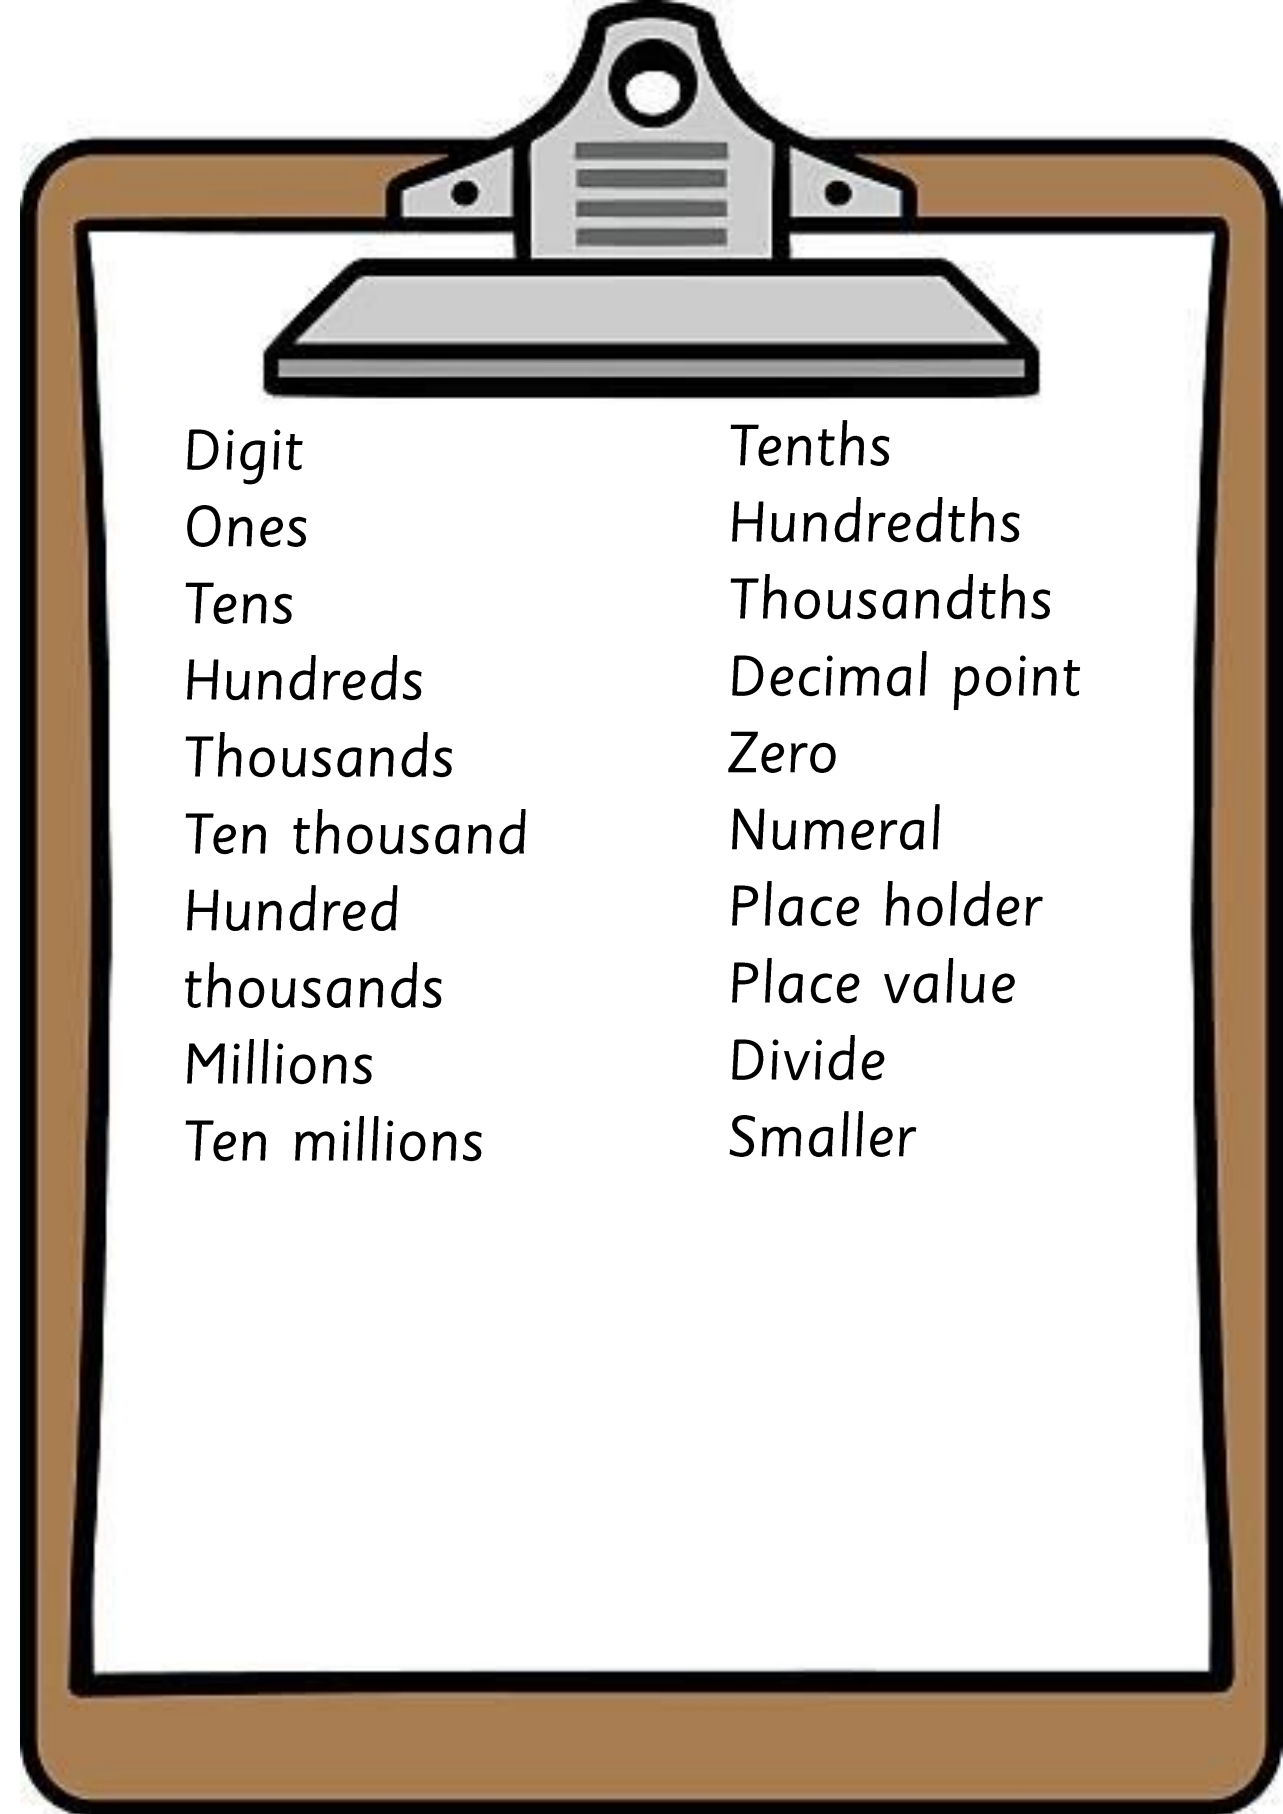 Digit
Ones
Tens
Hundreds
Thousands
Ten thousand
Hundred
thousands
Millions
Ten millions
Tenths
Hundredths
Thousandths
Decimal point
Zero
Numeral
Place holder
Place value
Divide
Smaller